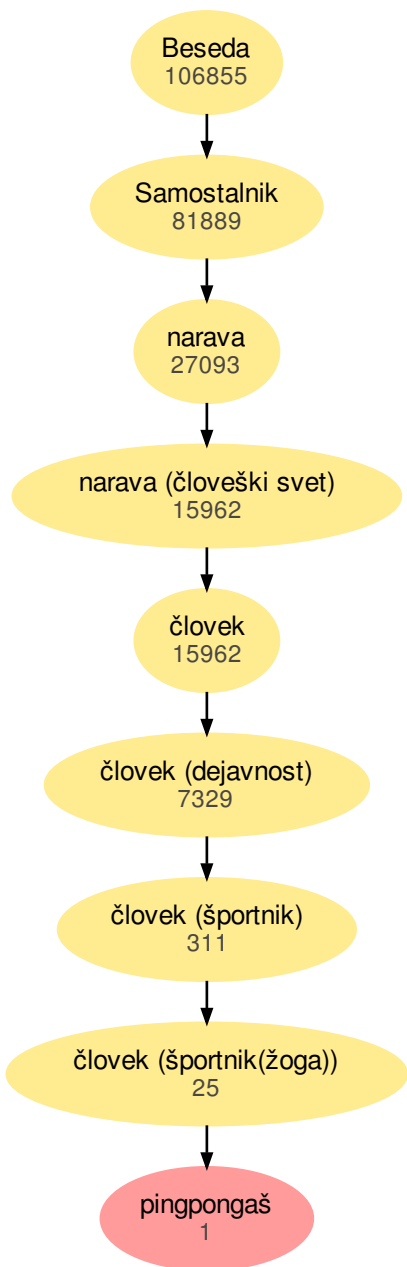 Beseda
106855
Samostalnik
81889
narava
27093
narava (človeški svet)
15962
človek
15962
človek (dejavnost)
7329
človek (športnik)
311
človek (športnik(žoga))
25
pingpongaš
1